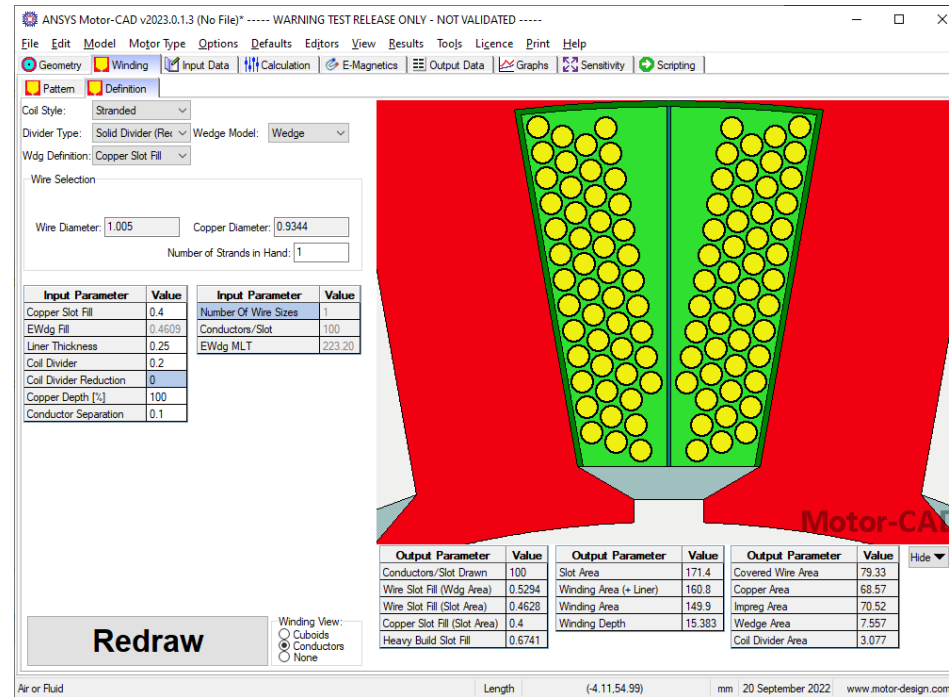 ANSYS Motor-CAD v2023.0.1.3 (No File)* ----- WARNING TEST RELEASE ONLY - NOT VALIDATED -----
File Edit Model Motor Type Options Defaults Editors View Results Tools Licence Print Help
Geometry Winding Input Data Calculation E-Magnetics Output Data Graphs Sensitivity Scripting
Pattern Definition
Coil Style: Stranded
Divider Type: Solid Divider (Rec Wedge Model: Wedge
Wdg Definition: Copper Slot Fill
Wire Selection
Wire Diameter: 1.005 Copper Diameter: 0.9344
Number of Strands in Hand: 1
Input Parameter Value Input Parameter Value
Copper Slot Fill 0.4 Number Of Wire Sizes 1
EWdg Fill 0.4609 Conductors/Slot 100
Liner Thickness 0.25 EWdg MLT 223.20
Coil Divider 0.2
Coil Divider Reduction 0
Copper Depth [%] 100
Conductor Separation 0.1
Motor-CAD
Output Parameter Value Output Parameter Value Output Parameter Value Hide
Conductors/Slot Drawn 100 Slot Area 171.4 Covered Wire Area 79.33
Wire Slot Fill (Wdg Area) 0.5294 Winding Area (+ Liner) 160.8 Copper Area 68.57
Wire Slot Fill (Slot Area) 0.4628 Winding Area 149.9 Impreg Area 70.52
Copper Slot Fill (Slot Area) 0.4 Winding Depth 15.383 Wedge Area 7.557
Heavy Build Slot Fill 0.6741 Coil Divider Area 3.077
Redraw
Winding View:
Cuboids
Conductors
None
Air or Fluid Length (-4.11,54.99) mm 20 September 2022 www.motor-design.com